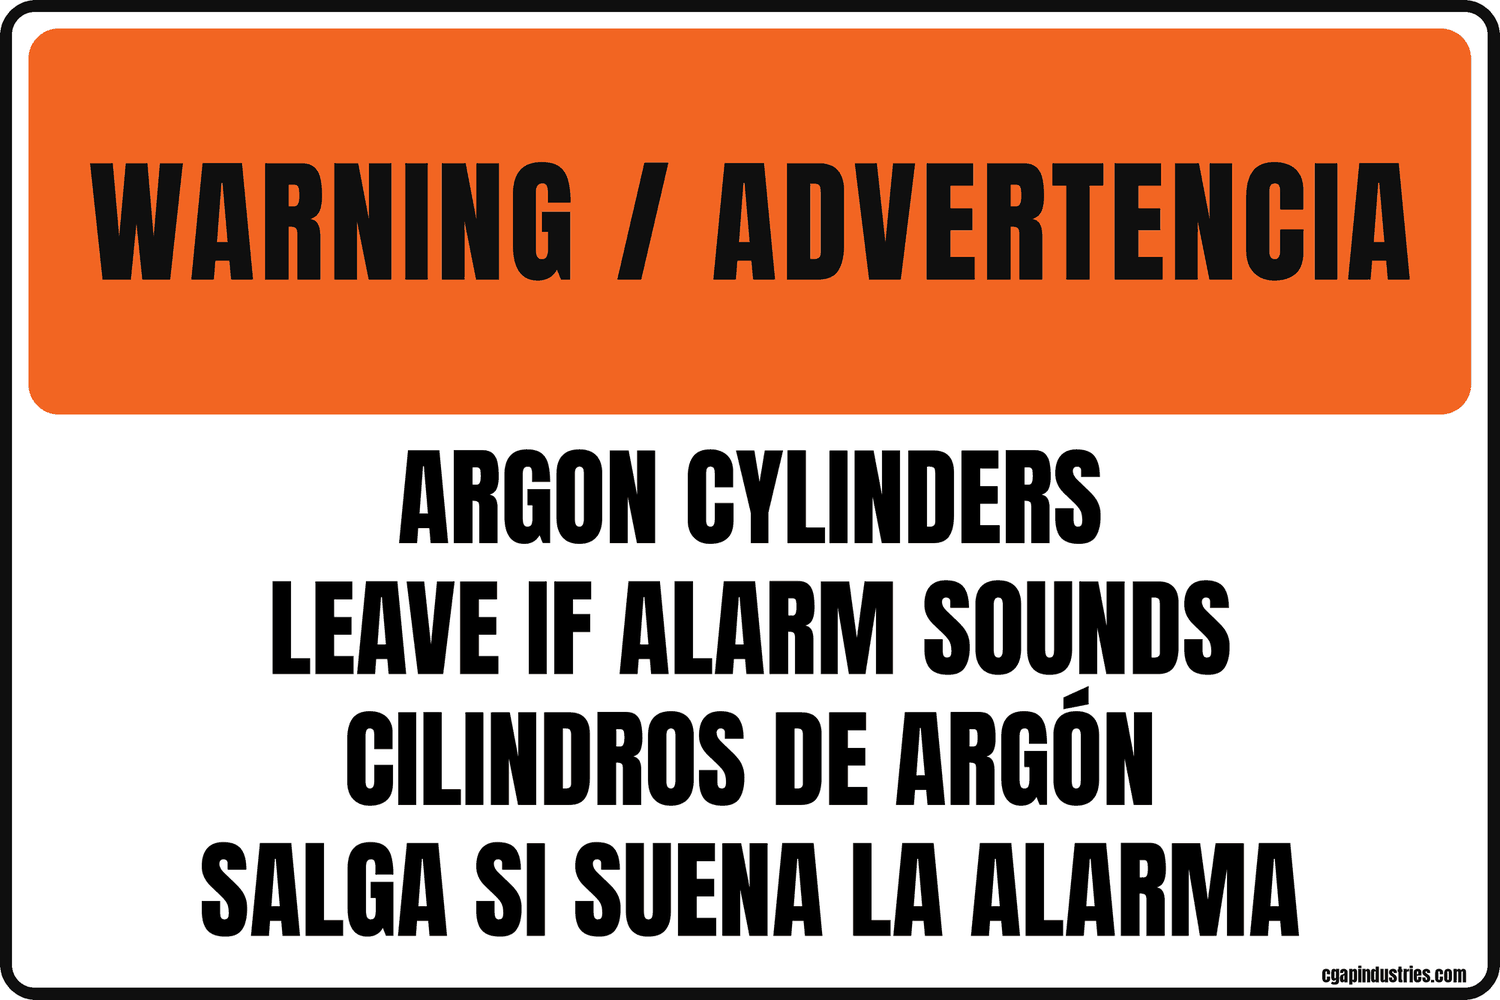 WARNING / ADVERTENCIA
ARGON CYLINDERS
LEAVE IF ALARM SOUNDS
CILINDROS DE ARGÓN
SALGA SI SUENA LA ALARMA
cgapindustries.com